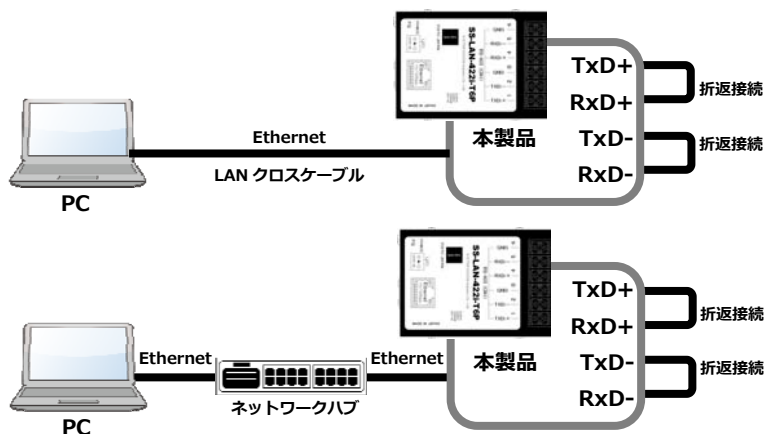 SS-LAN-422i-T6P
TxD+
RxD+
折返接続
Ethernet
本製品
TxD-
折返接続
LAN クロスケーブル
RxD-
PC
SS-LAN-422i-T6P
TxD+
RxD+
折返接続
Ethernet
Ethernet
本製品
TxD-
折返接続
ネットワークハブ
RxD-
PC